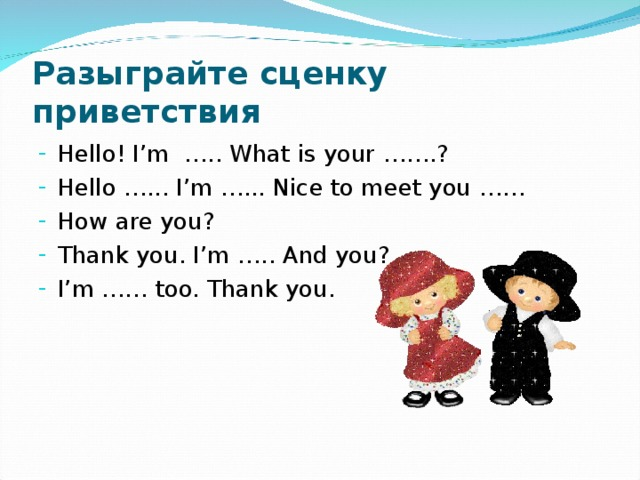 Разыграйте сценку
приветствия
- Hello! I’m ….. What is your …….?
- Hello …... I’m …... Nice to meet you ……
- How are you?
- Thank you. I’m ….. And you?
- I’m …… too. Thank you.